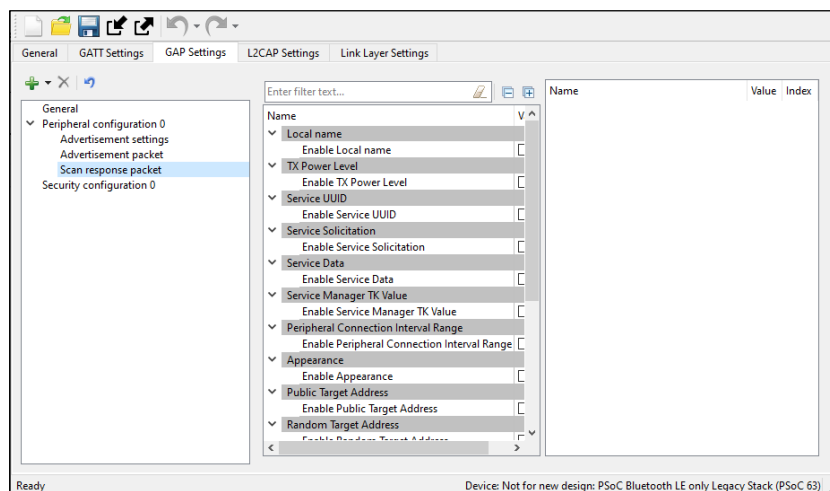 General GATT Settings GAP Settings L2CAP Settings Link Layer Settings
General
Peripheral configuration 0
Advertisement settings
Advertisement packet
Scan response packet
Security configuration 0
Enter filter text...
Name V
Local name
Enable Local name
TX Power Level
Enable TX Power Level
Service UUID
Enable Service UUID
Service Solicitation
Enable Service Solicitation
Service Data
Enable Service Data
Service Manager TK Value
Enable Service Manager TK Value
Peripheral Connection Interval Range
Enable Peripheral Connection Interval Range
Appearance
Enable Appearance
Public Target Address
Enable Public Target Address
Random Target Address
Enable Random Target Address
Name Value Index
Ready Device: Not for new design: PSoC Bluetooth LE only Legacy Stack (PSoC 63)